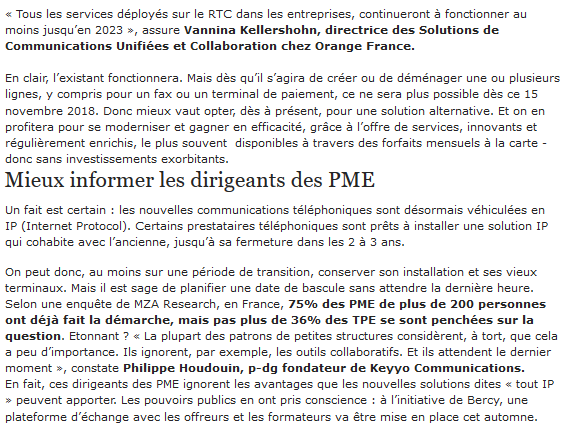 « Tous les services déployés sur le RTC dans les entreprises, continueront à fonctionner au
moins jusqu’en 2023 », assure Vannina Kellershohn, directrice des Solutions de
Communications Unifiées et Collaboration chez Orange France.
En clair, l’existant fonctionnera. Mais dès qu’il s’agira de créer ou de déménager une ou plusieurs
lignes, y compris pour un fax ou un terminal de paiement, ce ne sera plus possible dès ce 15
novembre 2018. Donc mieux vaut opter, dès à présent, pour une solution alternative. Et on en
profitera pour se moderniser et gagner en efficacité, grâce à l’offre de services, innovants et
régulièrement enrichis, le plus souvent disponibles à travers des forfaits mensuels à la carte -
donc sans investissements exorbitants.
Mieux informer les dirigeants des PME
Un fait est certain : les nouvelles communications téléphoniques sont désormais véhiculées en
IP (Internet Protocol). Certains prestataires téléphoniques sont prêts à installer une solution IP
qui cohabite avec l’ancienne, jusqu’à sa fermeture dans les 2 à 3 ans.
On peut donc, au moins sur une période de transition, conserver son installation et ses vieux
terminaux. Mais il est sage de planifier une date de bascule sans attendre la dernière heure.
Selon une enquête de MZA Research, en France, 75% des PME de plus de 200 personnes
ont déjà fait la démarche, mais pas plus de 36% des TPE se sont penchées sur la
question. Etonnant ? « La plupart des patrons de petites structures considèrent, à tort, que cela
a peu d’importance. Ils ignorent, par exemple, les outils collaboratifs. Et ils attendent le dernier
moment », constate Philippe Houdouin, p-dg fondateur de Keyyo Communications.
En fait, ces dirigeants des PME ignorent les avantages que les nouvelles solutions dites « tout IP
» peuvent apporter. Les pouvoirs publics en ont pris conscience : à l’initiative de Bercy, une
plateforme d’échange avec les offreurs et les formateurs va être mise en place cet automne.